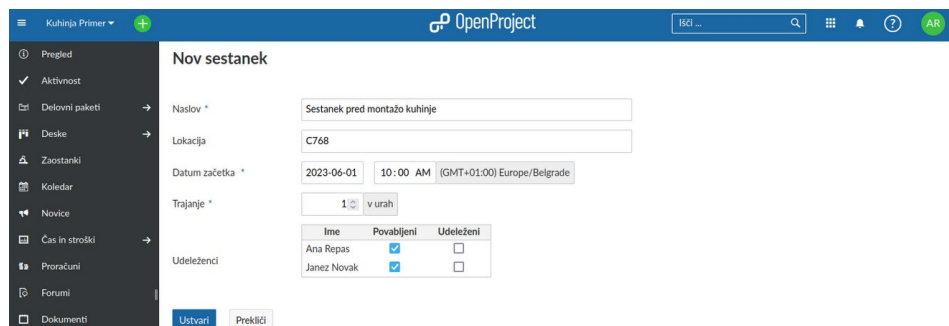 Kuhinja Primer
OpenProject
Išči ...
AR
Pregled
Aktivnost
Delovni paketi
Deske
Zaostanki
Koledar
Novice
Čas in stroški
Proračuni
Forumi
Dokumenti
Nov sestanek
Naslov * Sestanek pred montažo kuhinje
Lokacija C768
Datum začetka * 2023-06-01 10:00 AM (GMT+01:00) Europe/Belgrade
Trajanje * 1 v urah
Udeleženci
Ime Povabljeni Udeleženi
Ana Repas
Janez Novak
Ustvari Prekliči